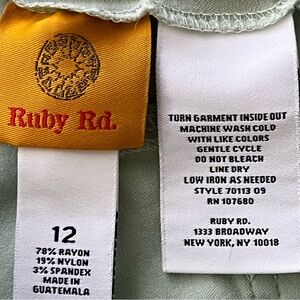 Ruby Rd.
12
78% RAYON
19% NYLON
3% SPANDEX
MADE IN
GUATEMALA
TURN GARMENT INSIDE OUT
MACHINE WASH COLD
WITH LIKE COLORS
GENTLE CYCLE
DO NOT BLEACH
LINE DRY
LOW IRON AS NEEDED
STYLE 70113 09
RN 107680
RUBY RD.
1333 BROADWAY
NEW YORK, NY 10018